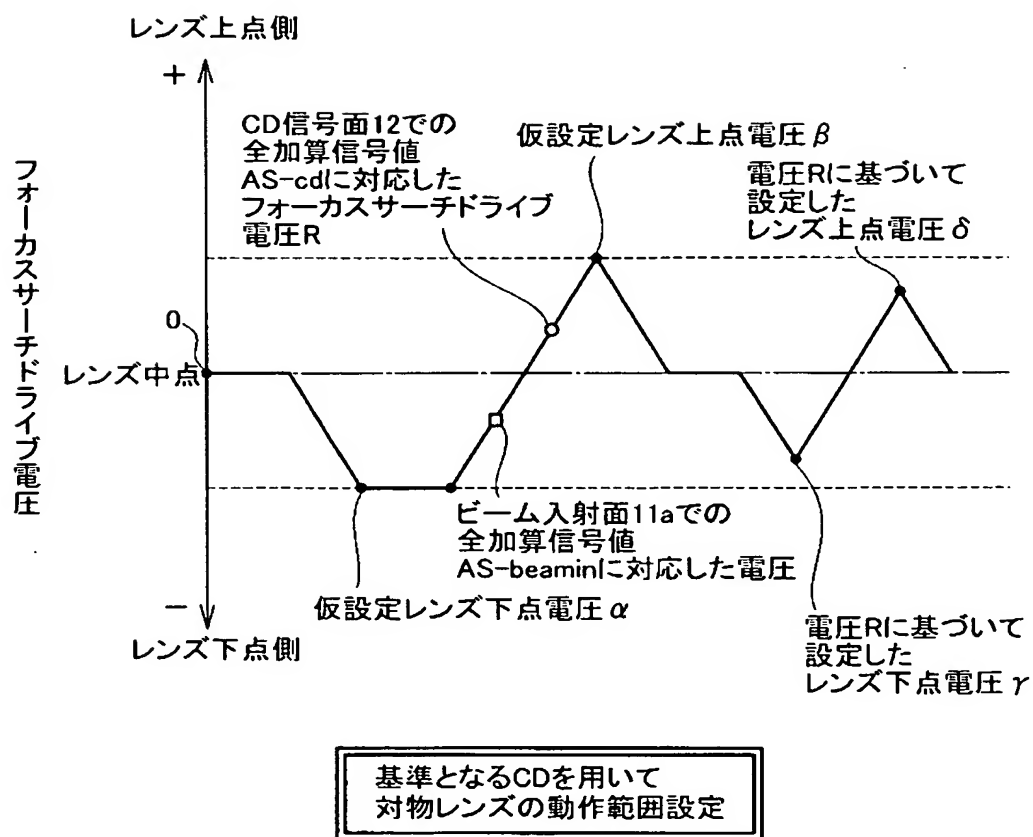 レンズ上点側
+
CD信号面12での
全加算信号値
AS-cdに対応した
フォーカスサーチドライブ
電圧R
仮設定レンズ上点電圧β
電圧Rに基づいて
設定した
レンズ上点電圧δ
フォーカスサーチドライブ電圧
0
レンズ中点
ビーム入射面11aでの
全加算信号値
AS-beaminに対応した電圧
仮設定レンズ下点電圧α
−
レンズ下点側
電圧Rに基づいて
設定した
レンズ下点電圧γ
基準となるCDを用いて
対物レンズの動作範囲設定